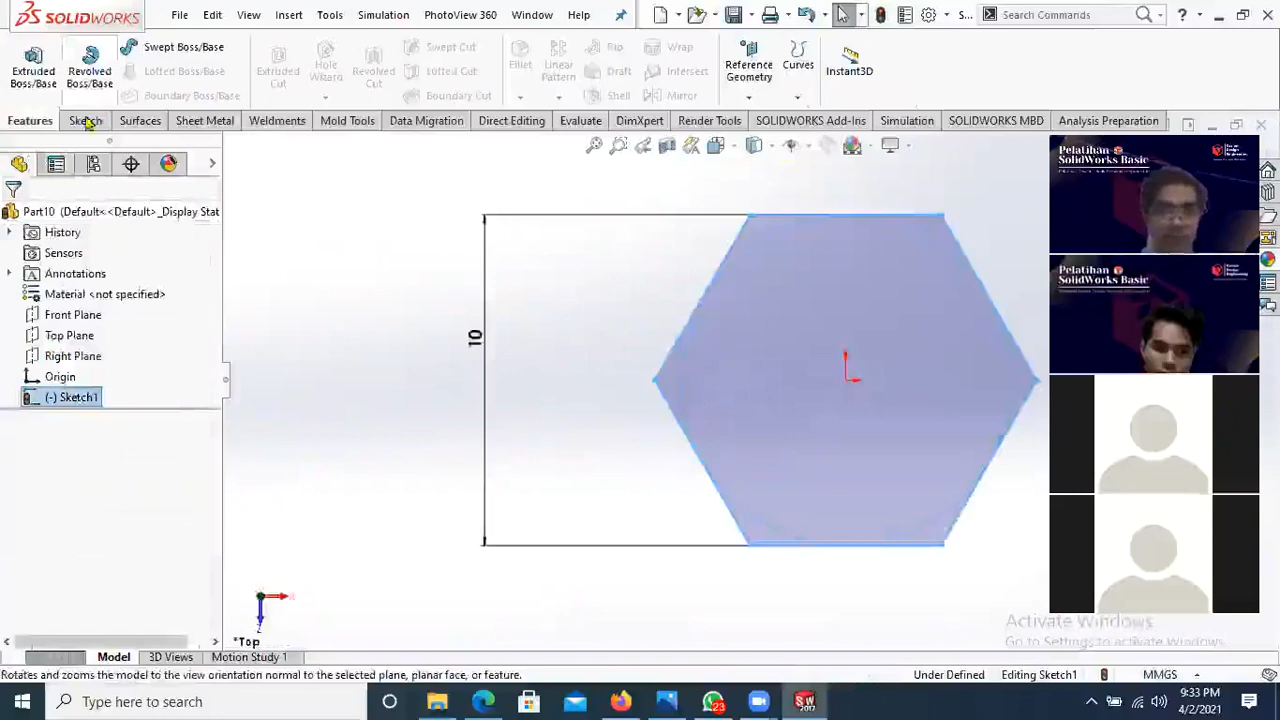 SOLIDWORKS File Edit View Insert Tools Simulation PhotoView 360 Window Help S... Search Commands ?
Extruded Boss/Base
Revolved Boss/Base
Swept Boss/Base
Lofted Boss/Base
Boundary Boss/Base
Extruded Cut
Hole Wizard
Revolved Cut
Swept Cut
Lofted Cut
Boundary Cut
Fillet
Linear Pattern
Rib
Draft
Shell
Wrap
Intersect
Mirror
Reference Geometry
Curves
Instant3D
Features Sketch Surfaces Sheet Metal Weldments Mold Tools Data Migration Direct Editing Evaluate DimXpert Render Tools SOLIDWORKS Add-Ins Simulation SOLIDWORKS MBD Analysis Preparation
Part10 (Default<<Default>_Display Stat
History
Sensors
Annotations
Material <not specified>
Front Plane
Top Plane
Right Plane
Origin
(-) Sketch1
10
*Top
Pelatihan
SolidWorks Basic
Pelatihan
SolidWorks Basic
Activate Windows
Go to Settings to activate Windows.
Model 3D Views Motion Study 1
Rotates and zooms the model to the view orientation normal to the selected plane, planar face, or feature. Under Defined Editing Sketch1 MMGS
Type here to search
23
SW
2017
9:33 PM
4/2/2021